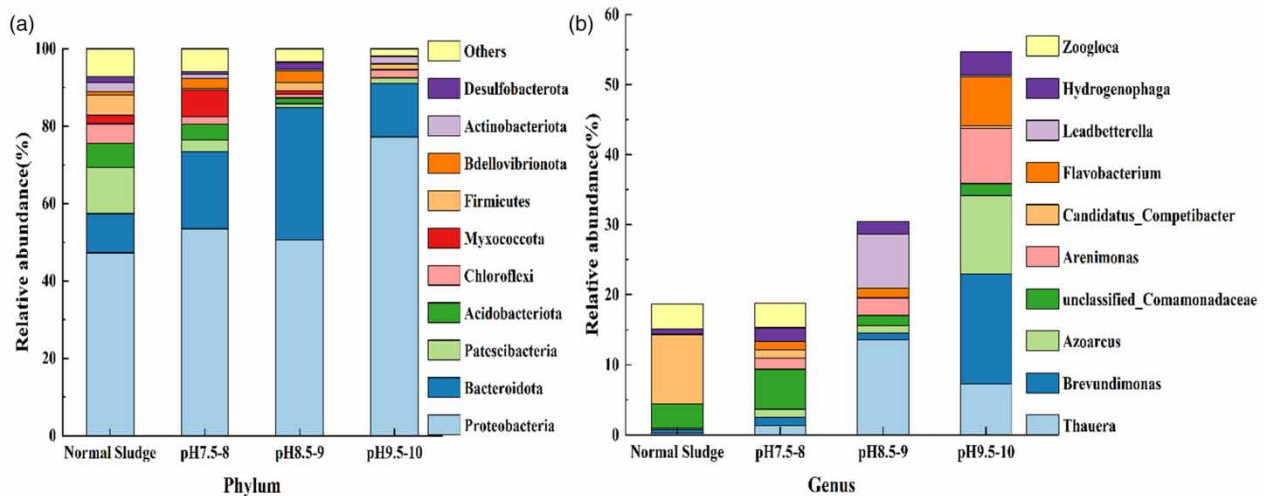 (a)
Relative abundance(%)
100
80
60
40
20
0
Normal Sludge
pH7.5-8
pH8.5-9
pH9.5-10
Phylum
Others
Desulfobacterota
Actinobacteriota
Bdellovibrionota
Firmicutes
Myxococcota
Chloroflexi
Acidobacteriota
Patescibacteria
Bacteroidota
Proteobacteria
(b)
Relative abundance(%)
60
50
40
30
20
10
0
Normal Sludge
pH7.5-8
pH8.5-9
pH9.5-10
Genus
Zoogloca
Hydrogenophaga
Leadbetterella
Flavobacterium
Candidatus_Competibacter
Arenimonas
unclassified_Comamonadaceae
Azoarcus
Brevundimonas
Thauera